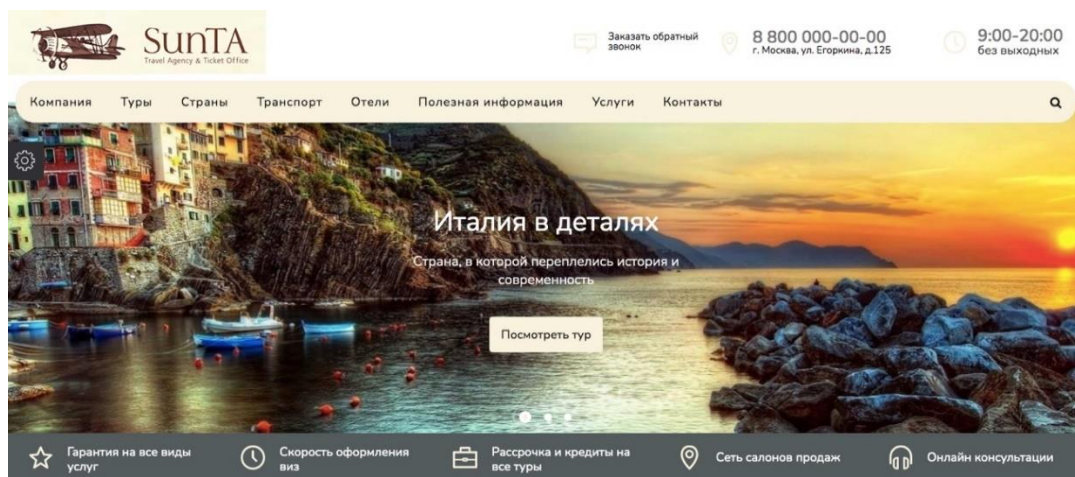 SunTA
Travel Agency & Ticket Office
Заказать обратный
звонок
8 800 000-00-00
г. Москва, ул. Егоркина, д.125
9:00-20:00
без выходных
Компания Туры Страны Транспорт Отели Полезная информация Услуги Контакты
Италия в деталях
Страна, в которой переплелись история и
современность
Посмотреть тур
Гарантия на все виды
услуг
Скорость оформления
виз
Рассрочка и кредиты на
все туры
Сеть салонов продаж
Онлайн консультации